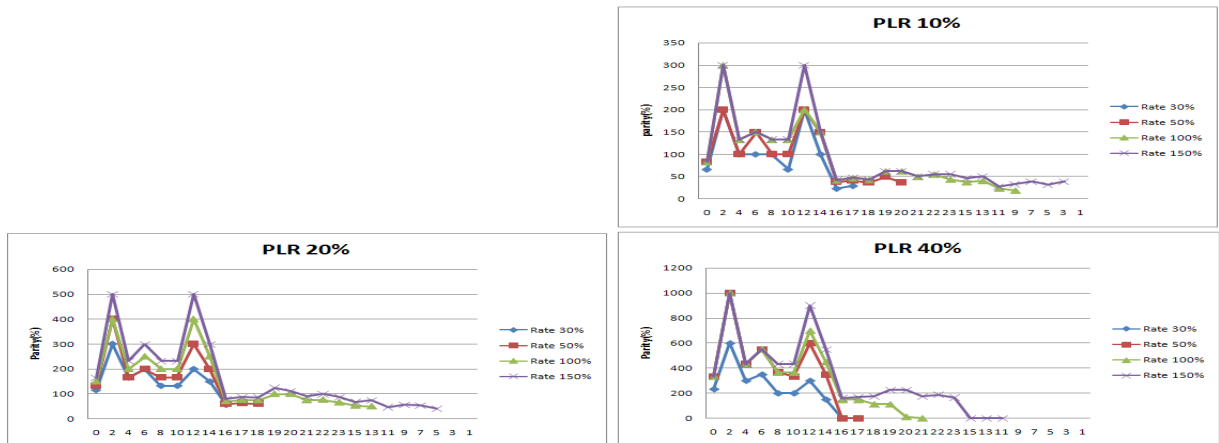 PLR 10%
350
300
250
200
150
100
50
0
parity(%)
0 2 4 6 8 10 12 14 16 17 18 19 20 21 22 23 15 13 11 9 7 5 3 1
Rate 30%
Rate 50%
Rate 100%
Rate 150%
PLR 20%
600
500
400
300
200
100
0
Parity(%)
0 2 4 6 8 10 12 14 16 17 18 19 20 21 22 23 15 13 11 9 7 5 3 1
Rate 30%
Rate 50%
Rate 100%
Rate 150%
PLR 40%
1200
1000
800
600
400
200
0
Parity(%)
0 2 4 6 8 10 12 14 16 17 18 19 20 21 22 23 15 13 11 9 7 5 3 1
Rate 30%
Rate 50%
Rate 100%
Rate 150%